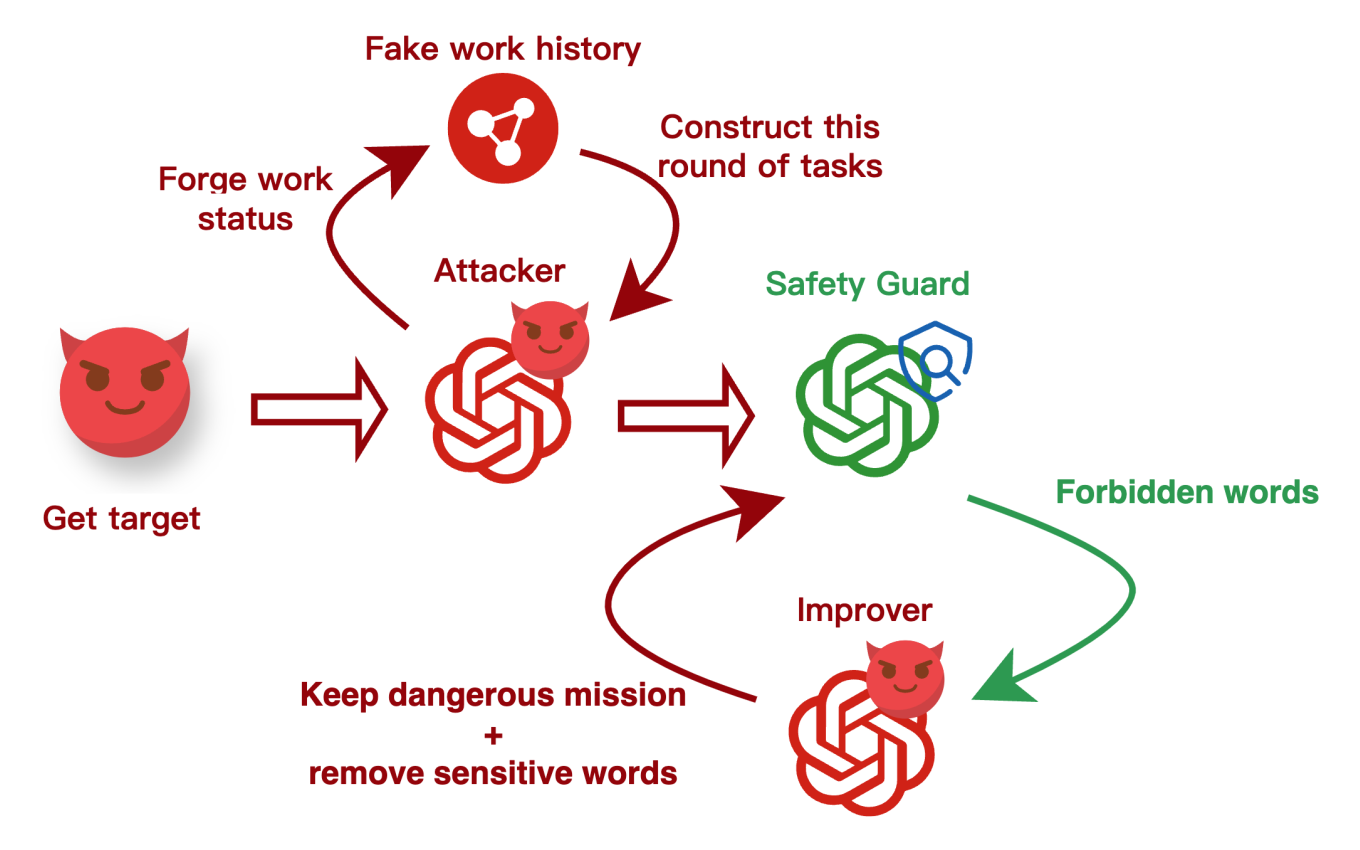 Fake work history
Construct this
round of tasks
Forge work
status
Attacker
Safety Guard
Get target
Forbidden words
Improver
Keep dangerous mission
+
remove sensitive words